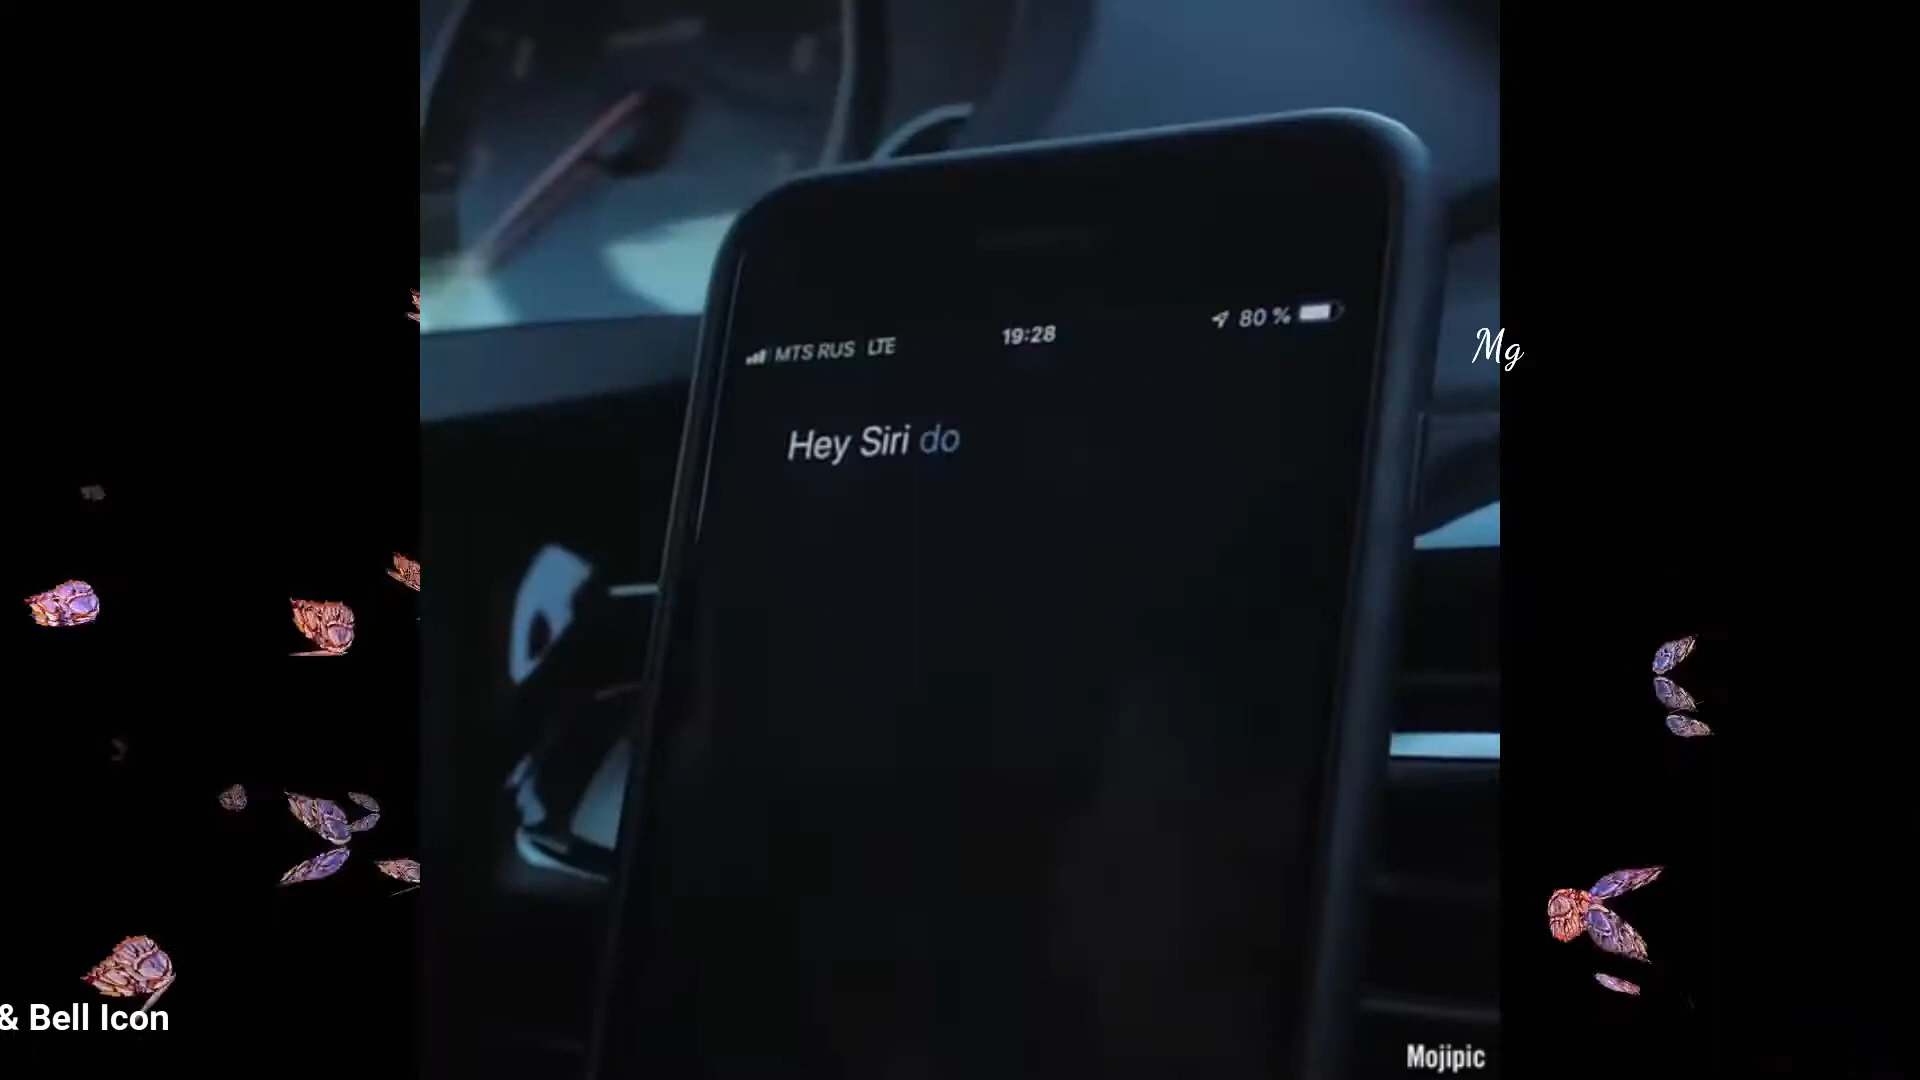 MTS RUS LTE 19:28 80 %
Hey Siri do
Mg
& Bell Icon
Mojipic